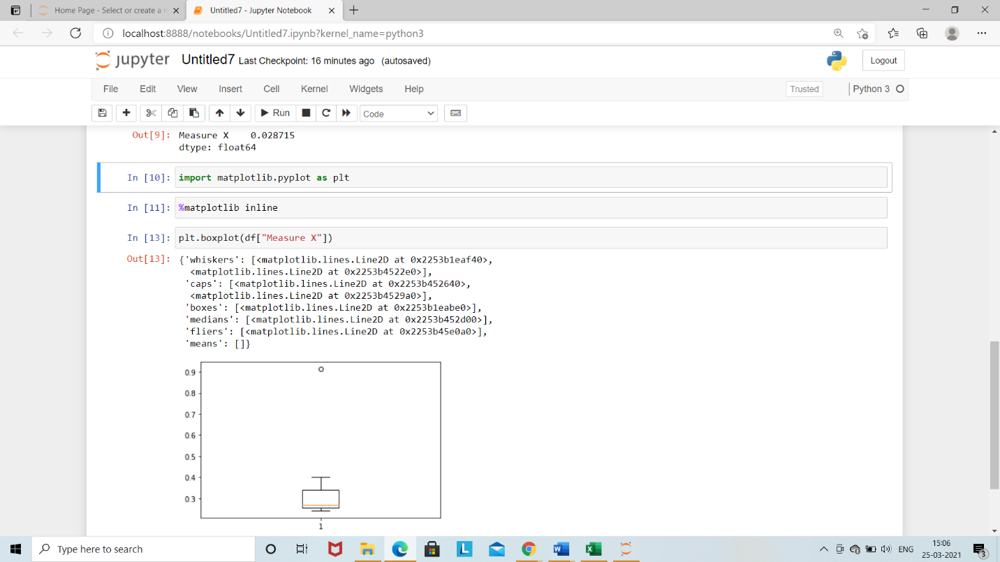 Home Page - Select or create a n
Untitled7 - Jupyter Notebook
localhost:8888/notebooks/Untitled7.ipynb?kernel_name=python3
jupyter Untitled7 Last Checkpoint: 16 minutes ago (autosaved)
Logout
File Edit View Insert Cell Kernel Widgets Help
Trusted
Python 3
Run
Code
Out[9]: Measure X    0.028715
dtype: float64
In [10]: import matplotlib.pyplot as plt
In [11]: %matplotlib inline
In [13]: plt.boxplot(df["Measure X"])
Out[13]: {'whiskers': [<matplotlib.lines.Line2D at 0x2253b1eaf40>,
<matplotlib.lines.Line2D at 0x2253b4522e0>],
'caps': [<matplotlib.lines.Line2D at 0x2253b452640>,
<matplotlib.lines.Line2D at 0x2253b4529a0>],
'boxes': [<matplotlib.lines.Line2D at 0x2253b1eabe0>],
'medians': [<matplotlib.lines.Line2D at 0x2253b452d00>],
'fliers': [<matplotlib.lines.Line2D at 0x2253b45e0a0>],
'means': []}
0.9
0.8
0.7
0.6
0.5
0.4
0.3
1
Type here to search
L
ENG
15:06
25-03-2021
3